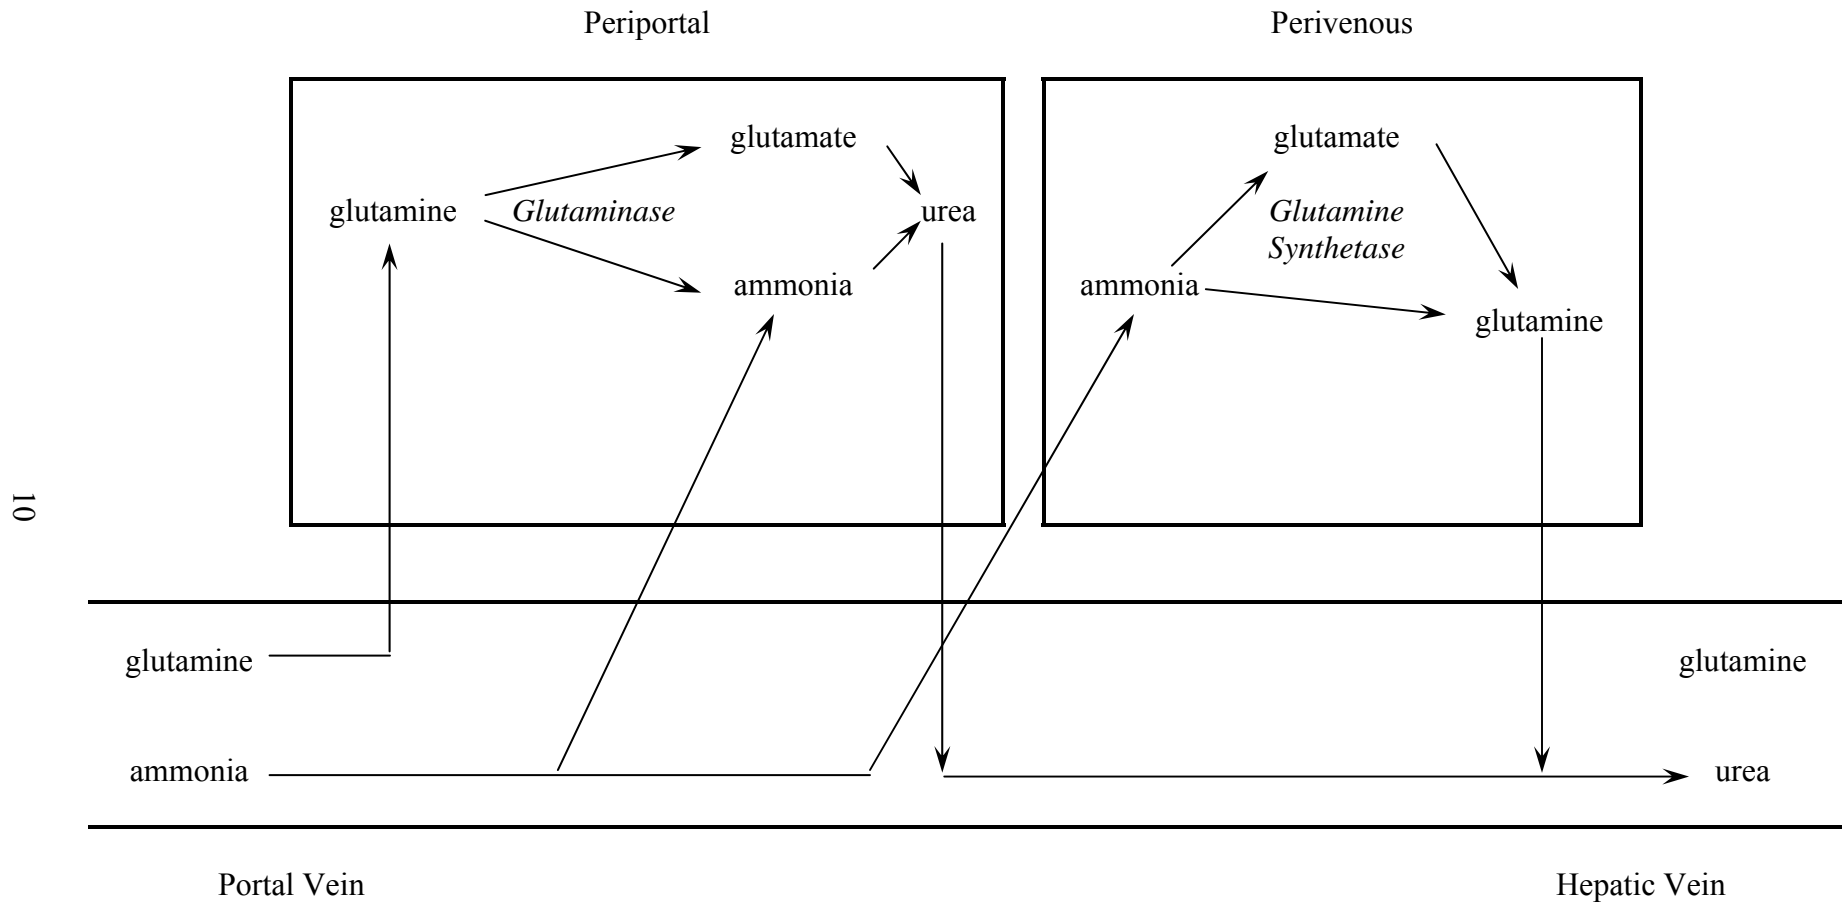 Periportal
Perivenous
glutamate
glutamine
Glutaminase
urea
ammonia
glutamate
Glutamine
Synthetase
ammonia
glutamine
10
glutamine
glutamine
ammonia
urea
Portal Vein
Hepatic Vein